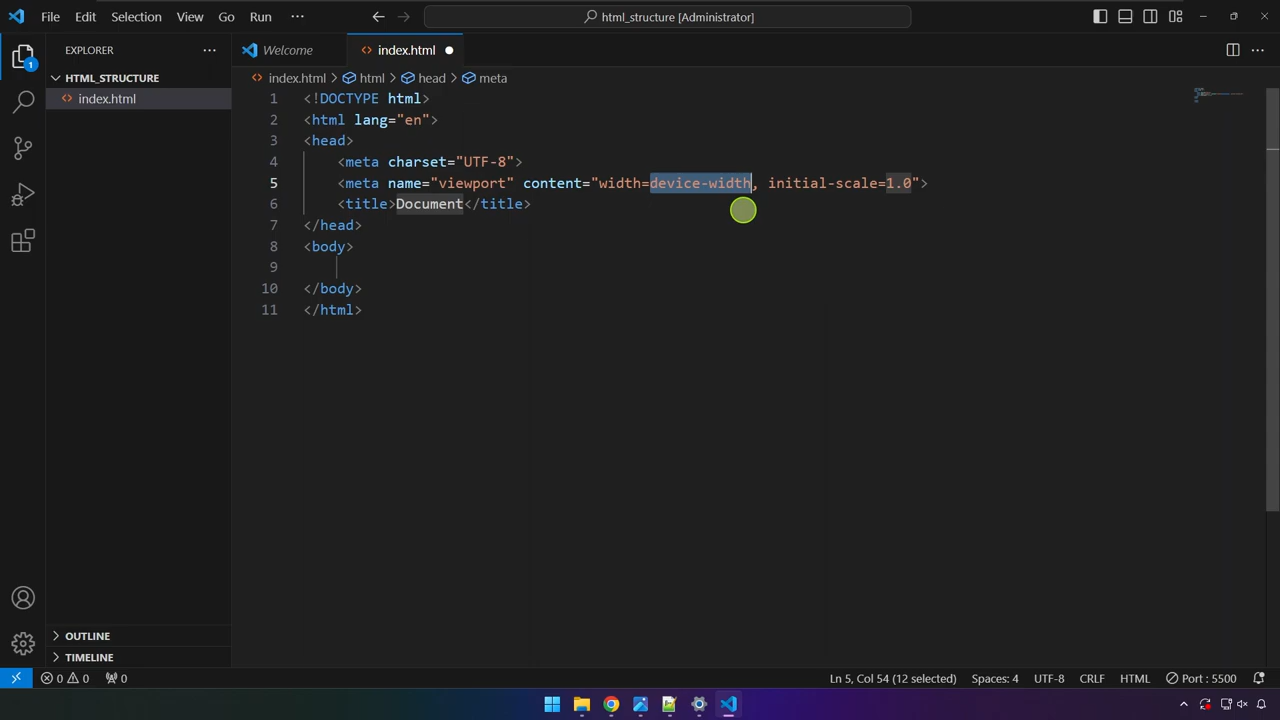 File Edit Selection View Go Run ··· html_structure [Administrator]
EXPLORER ···
Welcome index.html
1
HTML_STRUCTURE
index.html
index.html > html > head > meta
1 <!DOCTYPE html>
2 <html lang="en">
3 <head>
4 <meta charset="UTF-8">
5 <meta name="viewport" content="width=device-width, initial-scale=1.0">
6 <title>Document</title>
7 </head>
8 <body>
9
10 </body>
11 </html>
OUTLINE
TIMELINE
0 0 0 Ln 5, Col 54 (12 selected) Spaces: 4 UTF-8 CRLF HTML Port : 5500